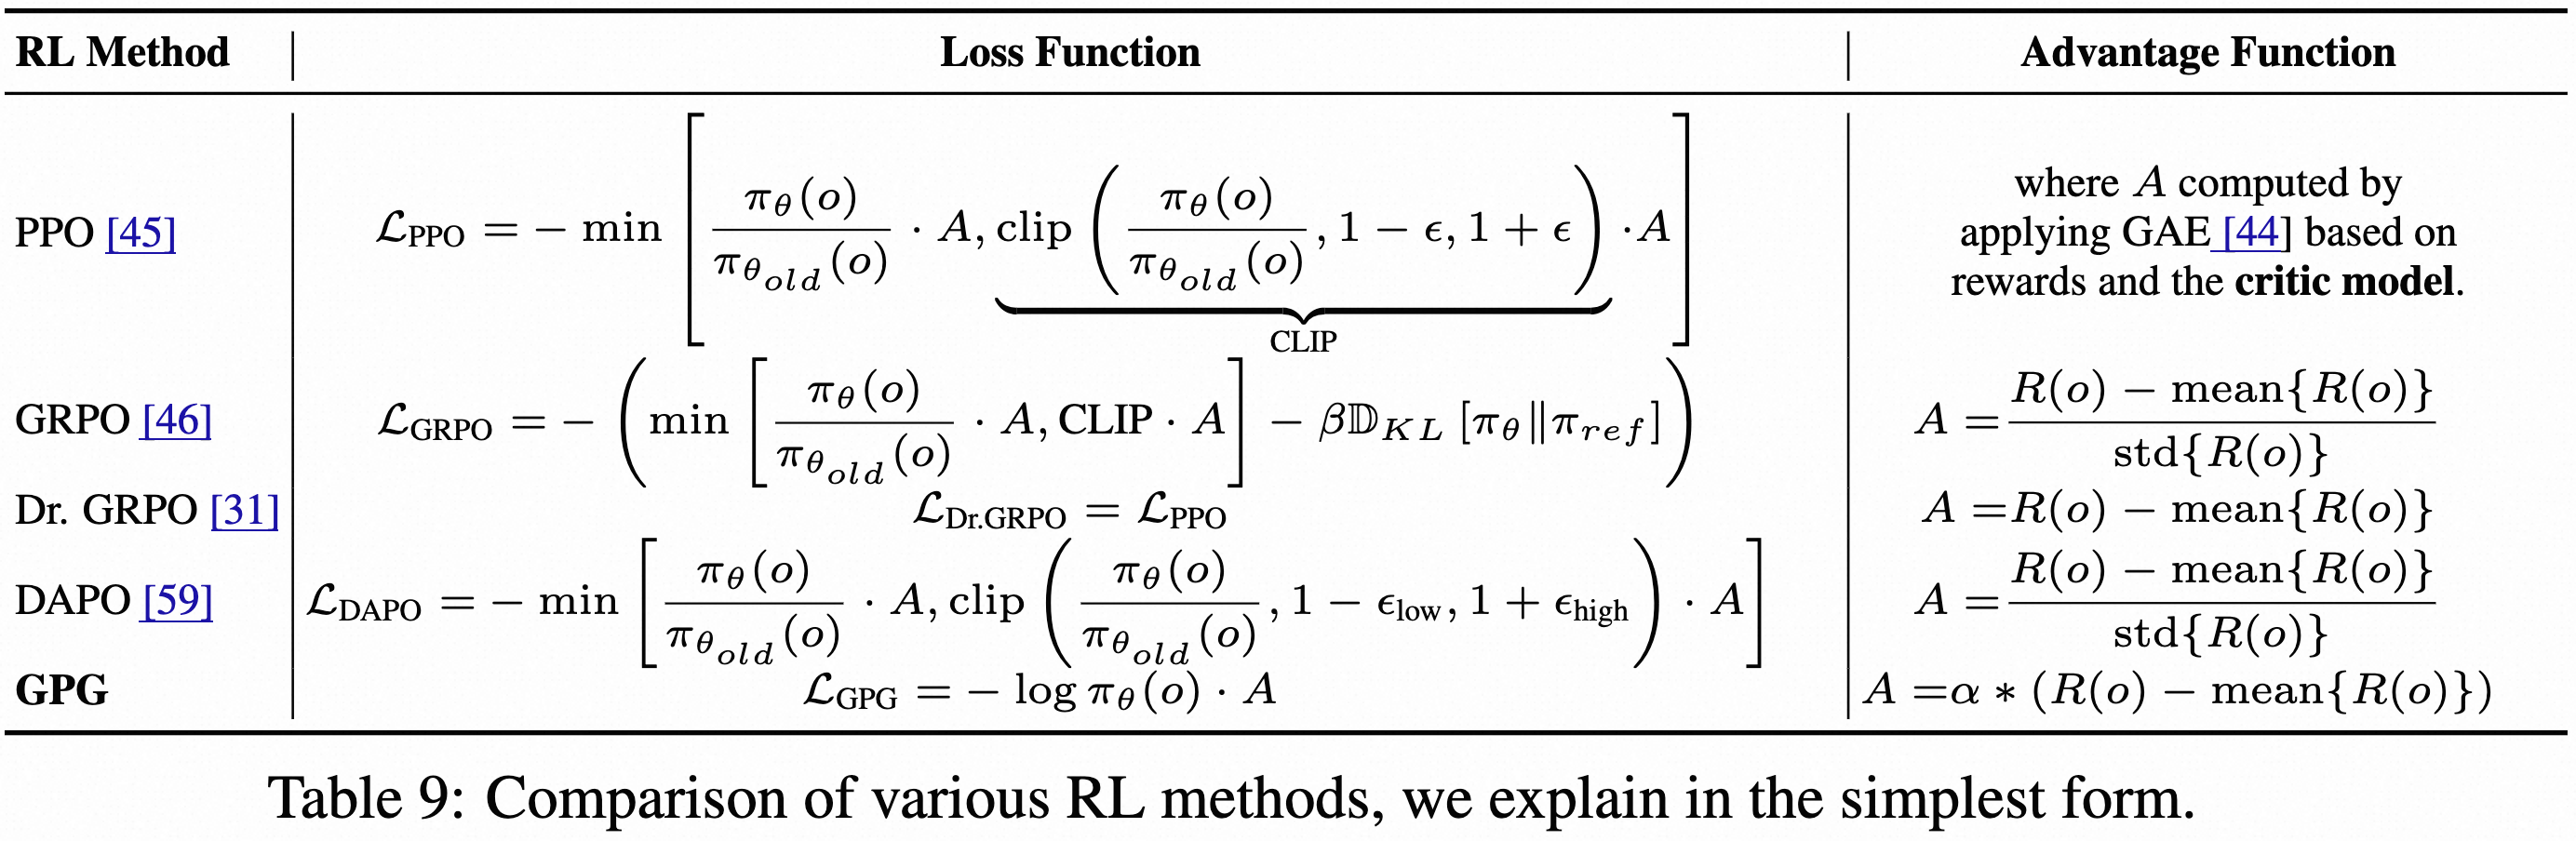 RL Method | Loss Function | Advantage Function
PPO [45] | $\mathcal{L}_{\text{PPO}} = -\min\left[\frac{\pi_\theta(o)}{\pi_{\theta_{old}}(o)} \cdot A, \underbrace{\text{clip}\left(\frac{\pi_\theta(o)}{\pi_{\theta_{old}}(o)}, 1-\epsilon, 1+\epsilon\right)}_{\text{CLIP}} \cdot A\right]$ | where $A$ computed by
applying GAE [44] based on
rewards and the critic model.
GRPO [46] | $\mathcal{L}_{\text{GRPO}} = -\left(\min\left[\frac{\pi_\theta(o)}{\pi_{\theta_{old}}(o)} \cdot A, \text{CLIP} \cdot A\right] - \beta\mathbb{D}_{KL}[\pi_\theta \| \pi_{ref}]\right)$ | $A = \frac{R(o) - \text{mean}\{R(o)\}}{\text{std}\{R(o)\}}$
Dr. GRPO [31] | $\mathcal{L}_{\text{Dr.GRPO}} = \mathcal{L}_{\text{PPO}}$ | $A = R(o) - \text{mean}\{R(o)\}$
DAPO [59] | $\mathcal{L}_{\text{DAPO}} = -\min\left[\frac{\pi_\theta(o)}{\pi_{\theta_{old}}(o)} \cdot A, \text{clip}\left(\frac{\pi_\theta(o)}{\pi_{\theta_{old}}(o)}, 1-\epsilon_{\text{low}}, 1+\epsilon_{\text{high}}\right) \cdot A\right]$ | $A = \frac{R(o) - \text{mean}\{R(o)\}}{\text{std}\{R(o)\}}$
GPG | $\mathcal{L}_{\text{GPG}} = -\log \pi_\theta(o) \cdot A$ | $A = \alpha * (R(o) - \text{mean}\{R(o)\})$
Table 9: Comparison of various RL methods, we explain in the simplest form.